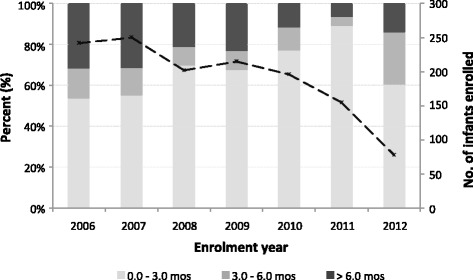 100%
80%
60%
40%
20%
0%
Percent (%)
300
250
200
150
100
50
0
No. of infants enrolled
2006 2007 2008 2009 2010 2011 2012
Enrolment year
0.0 - 3.0 mos 3.0 - 6.0 mos > 6.0 mos